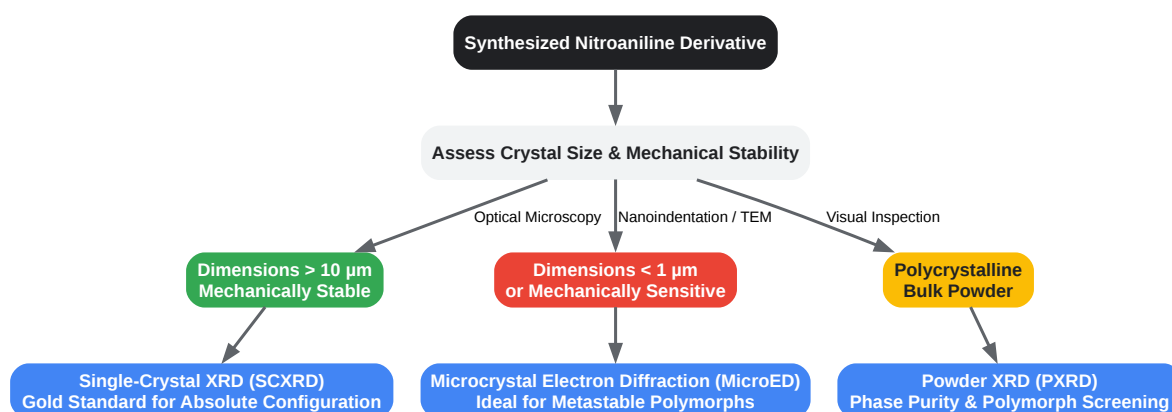 Synthesized Nitroaniline Derivative
Assess Crystal Size & Mechanical Stability
Optical Microscopy
Nanoindentation / TEM
Visual Inspection
Dimensions > 10 µm
Mechanically Stable
Dimensions < 1 µm
or Mechanically Sensitive
Polycrystalline
Bulk Powder
Single-Crystal XRD (SCXRD)
Gold Standard for Absolute Configuration
Microcrystal Electron Diffraction (MicroED)
Ideal for Metastable Polymorphs
Powder XRD (PXRD)
Phase Purity & Polymorph Screening